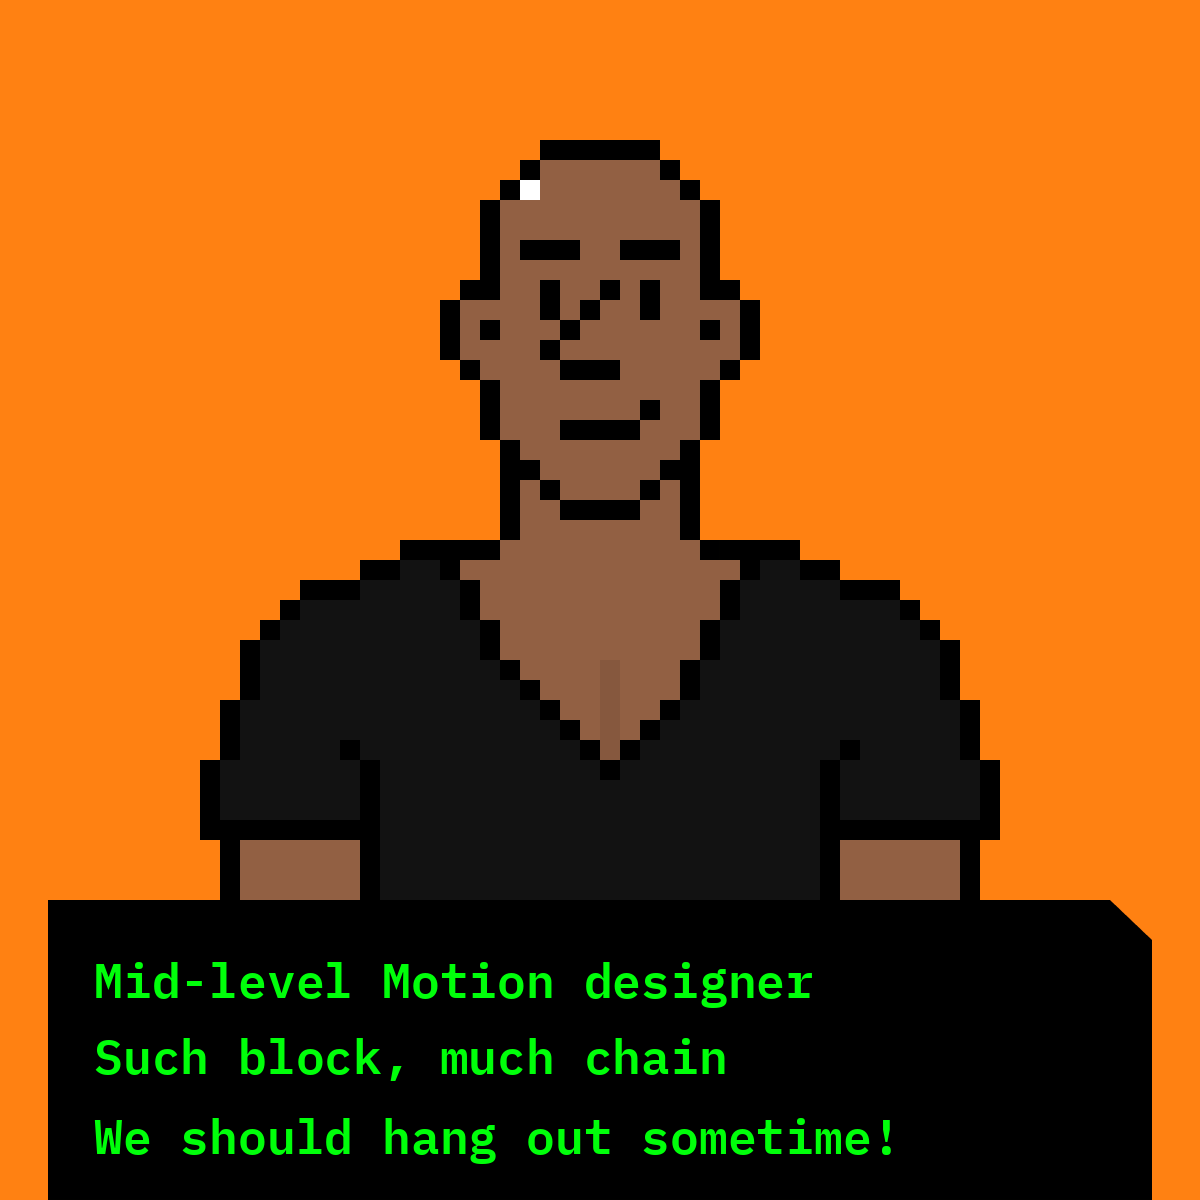 Mid-level Motion designer
Such block, much chain
We should hang out sometime!